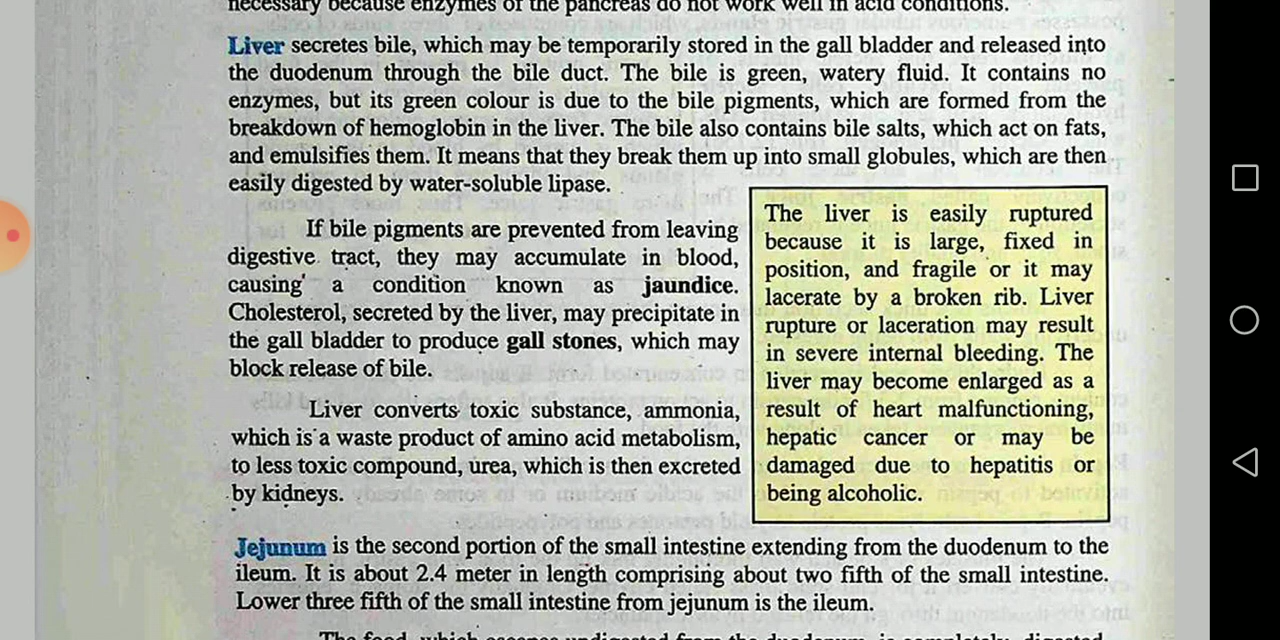 necessary because enzymes of the pancreas do not work well in acid conditions.
Liver secretes bile, which may be temporarily stored in the gall bladder and released into
the duodenum through the bile duct. The bile is green, watery fluid. It contains no
enzymes, but its green colour is due to the bile pigments, which are formed from the
breakdown of hemoglobin in the liver. The bile also contains bile salts, which act on fats,
and emulsifies them. It means that they break them up into small globules, which are then
easily digested by water-soluble lipase.
If bile pigments are prevented from leaving
digestive tract, they may accumulate in blood,
causing a condition known as jaundice.
Cholesterol, secreted by the liver, may precipitate in
the gall bladder to produce gall stones, which may
block release of bile.
Liver converts toxic substance, ammonia,
which is a waste product of amino acid metabolism,
to less toxic compound, urea, which is then excreted
by kidneys.
The liver is easily ruptured
because it is large, fixed in
position, and fragile or it may
lacerate by a broken rib. Liver
rupture or laceration may result
in severe internal bleeding. The
liver may become enlarged as a
result of heart malfunctioning,
hepatic cancer or may be
damaged due to hepatitis or
being alcoholic.
Jejunum is the second portion of the small intestine extending from the duodenum to the
ileum. It is about 2.4 meter in length comprising about two fifth of the small intestine.
Lower three fifth of the small intestine from jejunum is the ileum.
The food, which escapes undigested from the duodenum, is completely digested